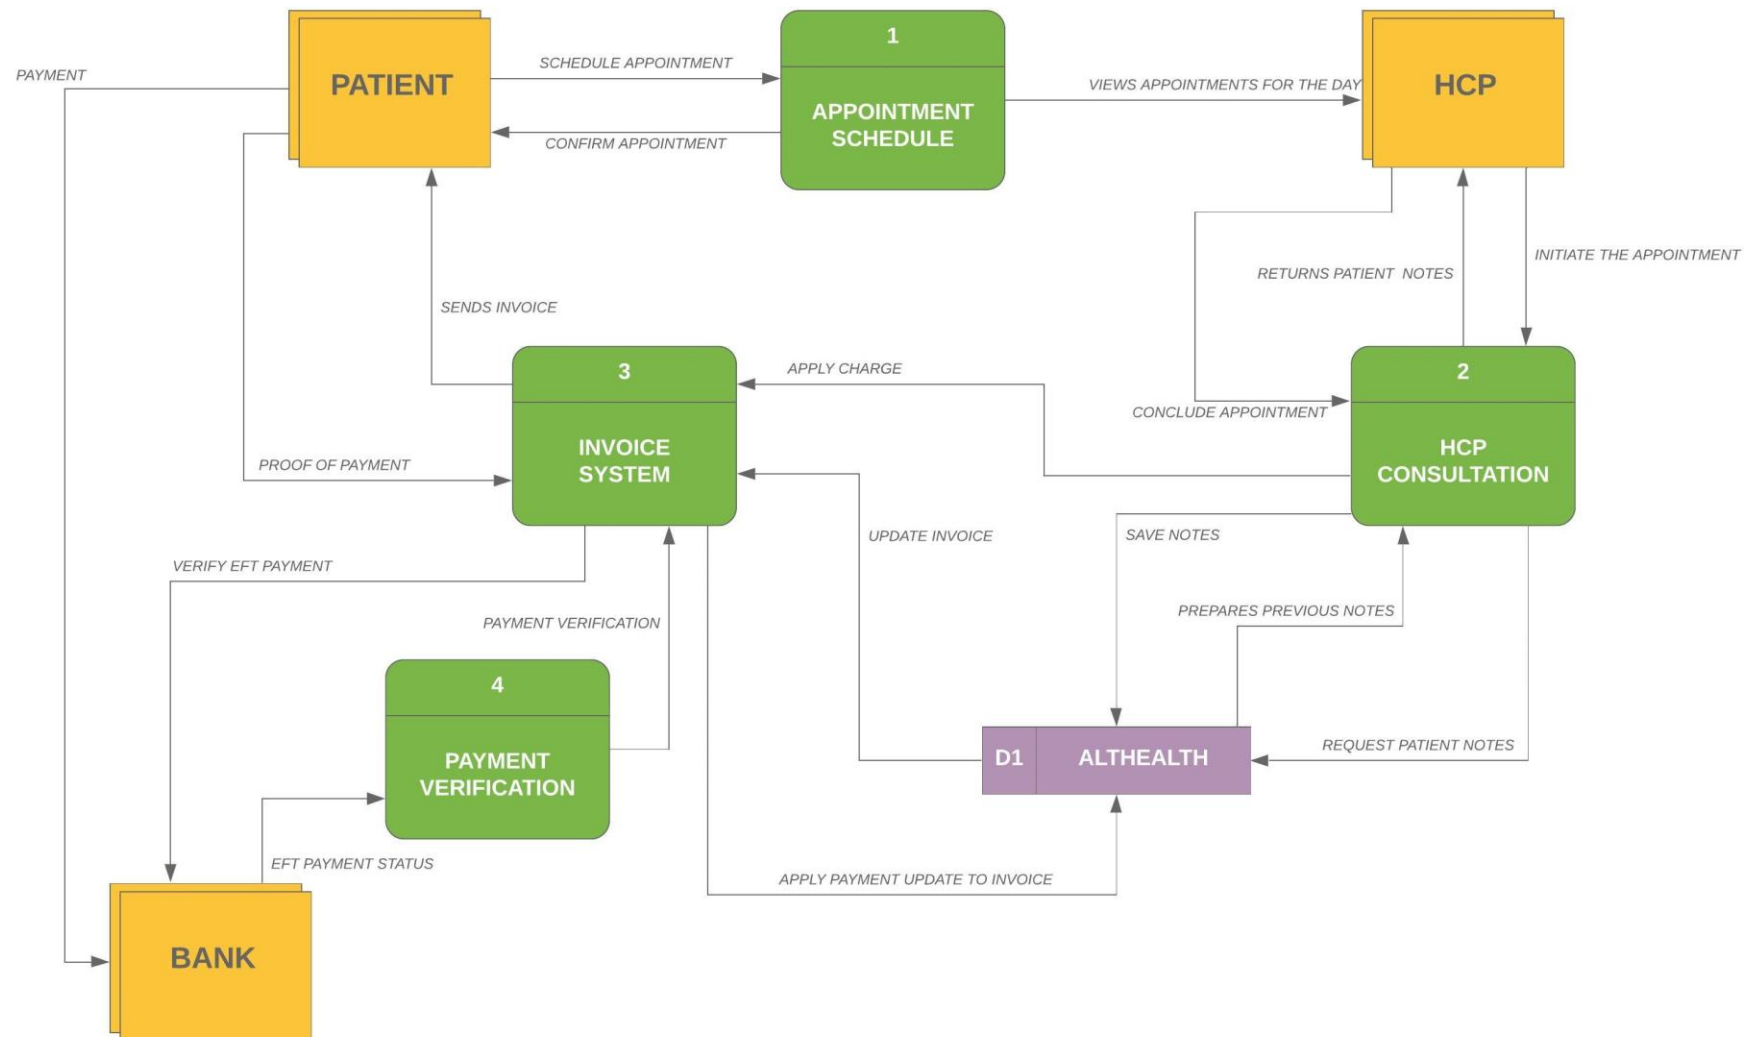 1
PAYMENT
SCHEDULE APPOINTMENT
PATIENT
VIEWS APPOINTMENTS FOR THE DAY
HCP
APPOINTMENT
SCHEDULE
CONFIRM APPOINTMENT
INITIATE THE APPOINTMENT
RETURNS PATIENT  NOTES
SENDS INVOICE
3
APPLY CHARGE
2
CONCLUDE APPOINTMENT
INVOICE
SYSTEM
HCP
CONSULTATION
PROOF OF PAYMENT
UPDATE INVOICE
SAVE NOTES
VERIFY EFT PAYMENT
PREPARES PREVIOUS NOTES
PAYMENT VERIFICATION
4
REQUEST PATIENT NOTES
PAYMENT
VERIFICATION
D1
ALTHEALTH
EFT PAYMENT STATUS
APPLY PAYMENT UPDATE TO INVOICE
BANK